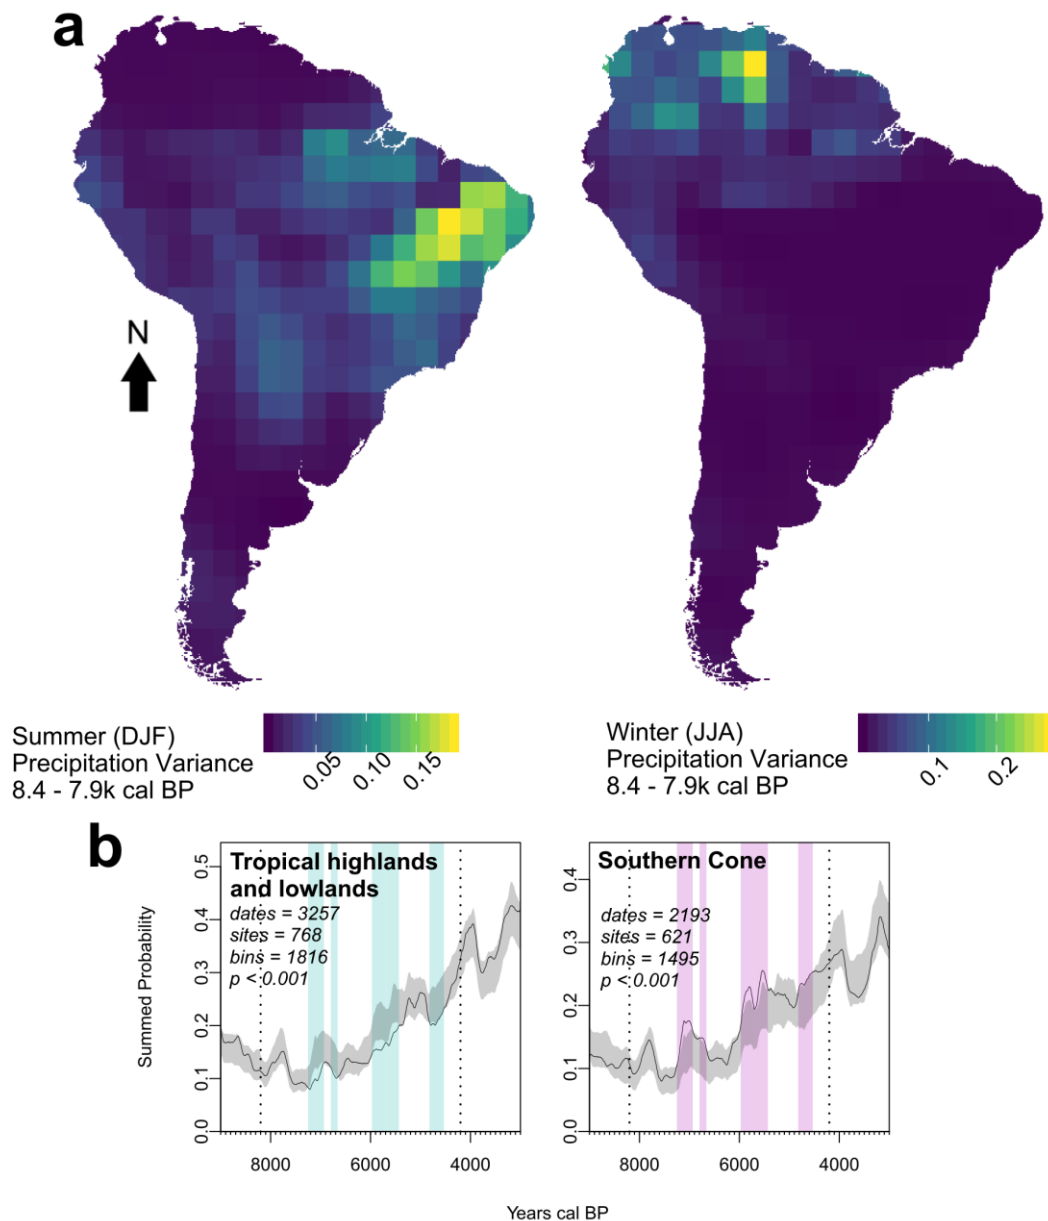 a
N
Summer (DJF)
Precipitation Variance
8.4 - 7.9k cal BP
0.05
0.10
0.15
Winter (JJA)
Precipitation Variance
8.4 - 7.9k cal BP
0.1
0.2
b
Summed Probability
0.0
0.1
0.2
0.3
0.4
0.5
Tropical highlands
and lowlands
dates = 3257
sites = 768
bins = 1816
p < 0.001
8000
6000
4000
0.0
0.1
0.2
0.3
0.4
Southern Cone
dates = 2193
sites = 621
bins = 1495
p < 0.001
8000
6000
4000
Years cal BP